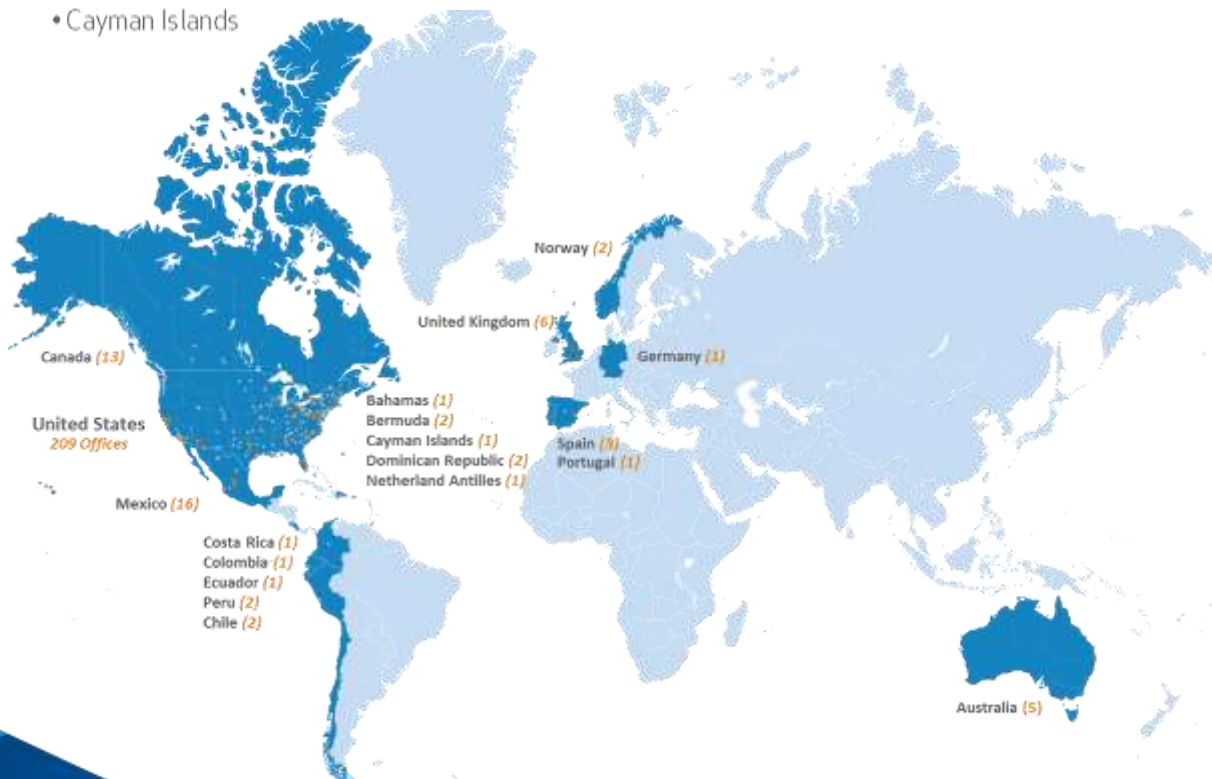 • Cayman Islands
Norway (2)
United Kingdom (6)
Germany (1)
Canada (13)
United States
209 Offices
Bahamas (1)
Bermuda (2)
Cayman Islands (1)
Dominican Republic (2)
Netherland Antilles (1)
Spain (3)
Portugal (1)
Mexico (16)
Costa Rica (1)
Colombia (1)
Ecuador (1)
Peru (2)
Chile (2)
Australia (5)